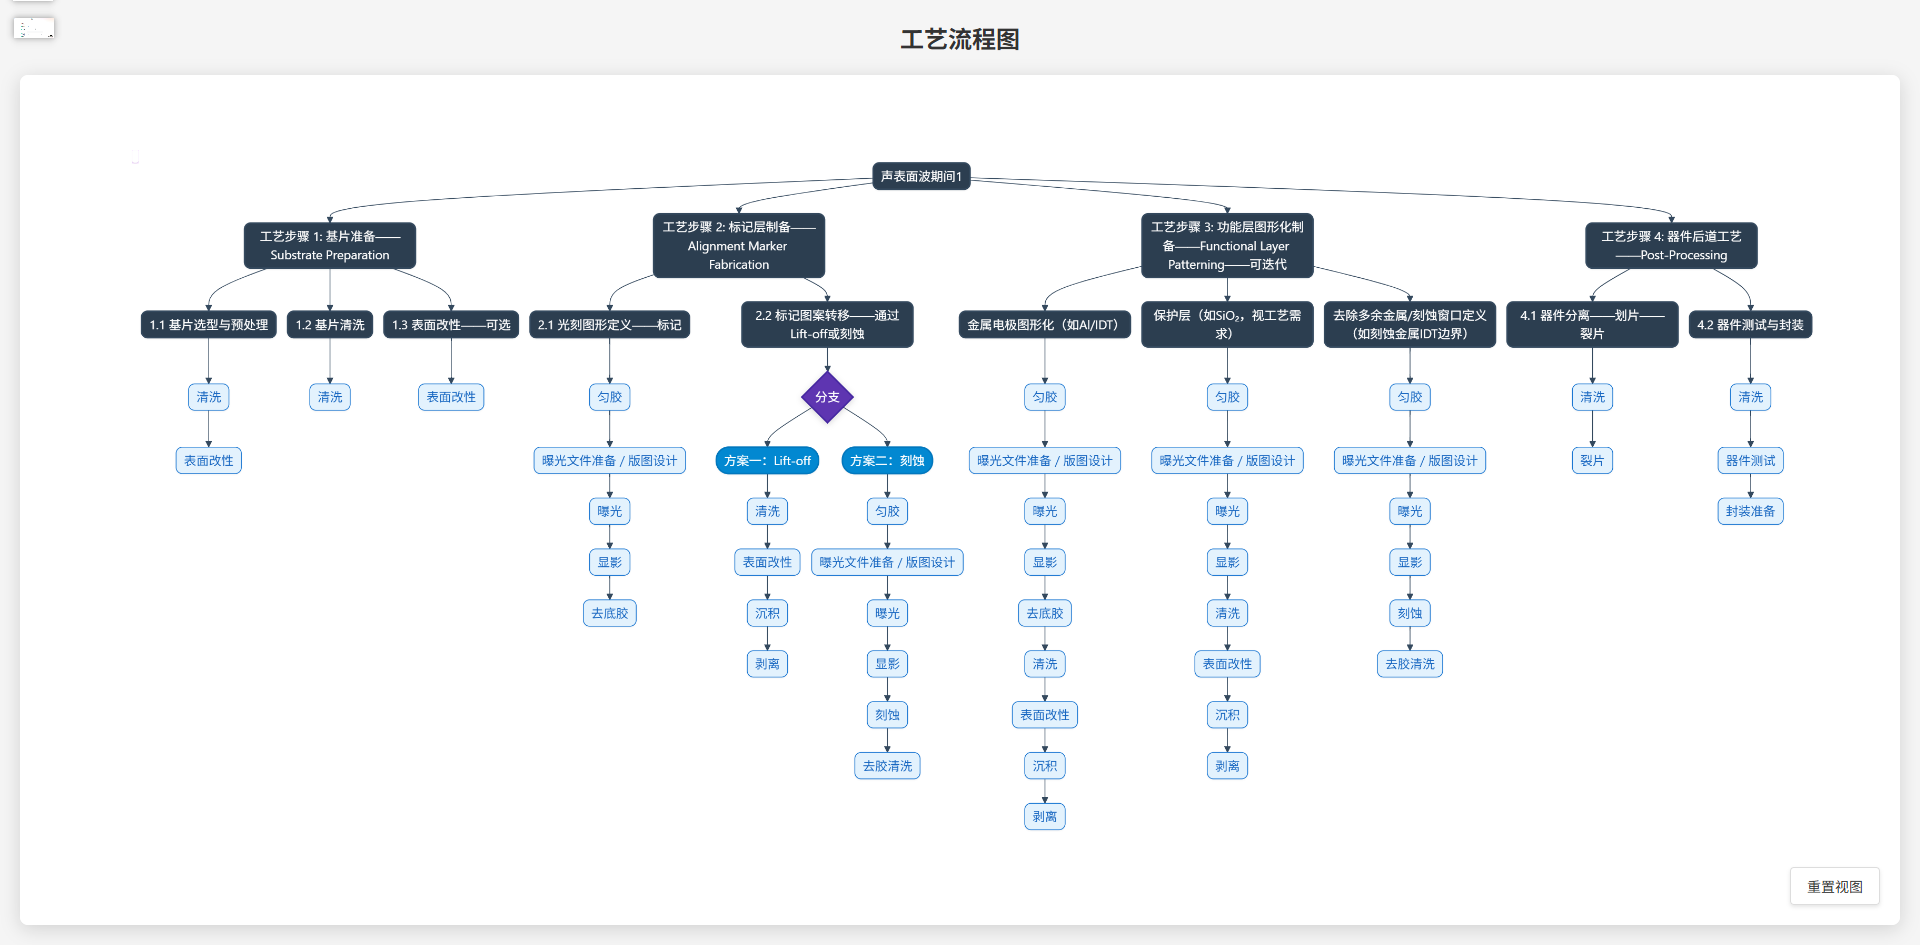 工艺流程图
声表面波期间1
工艺步骤 1: 基片准备——
Substrate Preparation
工艺步骤 2: 标记层制备——
Alignment Marker
Fabrication
工艺步骤 3: 功能层图形化制
备——Functional Layer
Patterning——可迭代
工艺步骤 4: 器件后道工艺
——Post-Processing
1.1 基片选型与预处理
1.2 基片清洗
1.3 表面改性——可选
2.1 光刻图形定义——标记
2.2 标记图案转移——通过
Lift-off或刻蚀
金属电极图形化（如Al/IDT）
保护层（如SiO₂，视工艺需
求）
去除多余金属/刻蚀窗口定义
（如刻蚀金属IDT边界）
4.1 器件分离——划片——
裂片
4.2 器件测试与封装
清洗
表面改性
清洗
表面改性
匀胶
曝光文件准备 / 版图设计
曝光
显影
去底胶
分支
方案一：Lift-off
清洗
表面改性
沉积
剥离
方案二：刻蚀
匀胶
曝光文件准备 / 版图设计
曝光
显影
刻蚀
去胶清洗
匀胶
曝光文件准备 / 版图设计
曝光
显影
去底胶
清洗
表面改性
沉积
剥离
匀胶
曝光文件准备 / 版图设计
曝光
显影
清洗
表面改性
沉积
剥离
匀胶
曝光文件准备 / 版图设计
曝光
显影
刻蚀
去胶清洗
清洗
裂片
清洗
器件测试
封装准备
重置视图